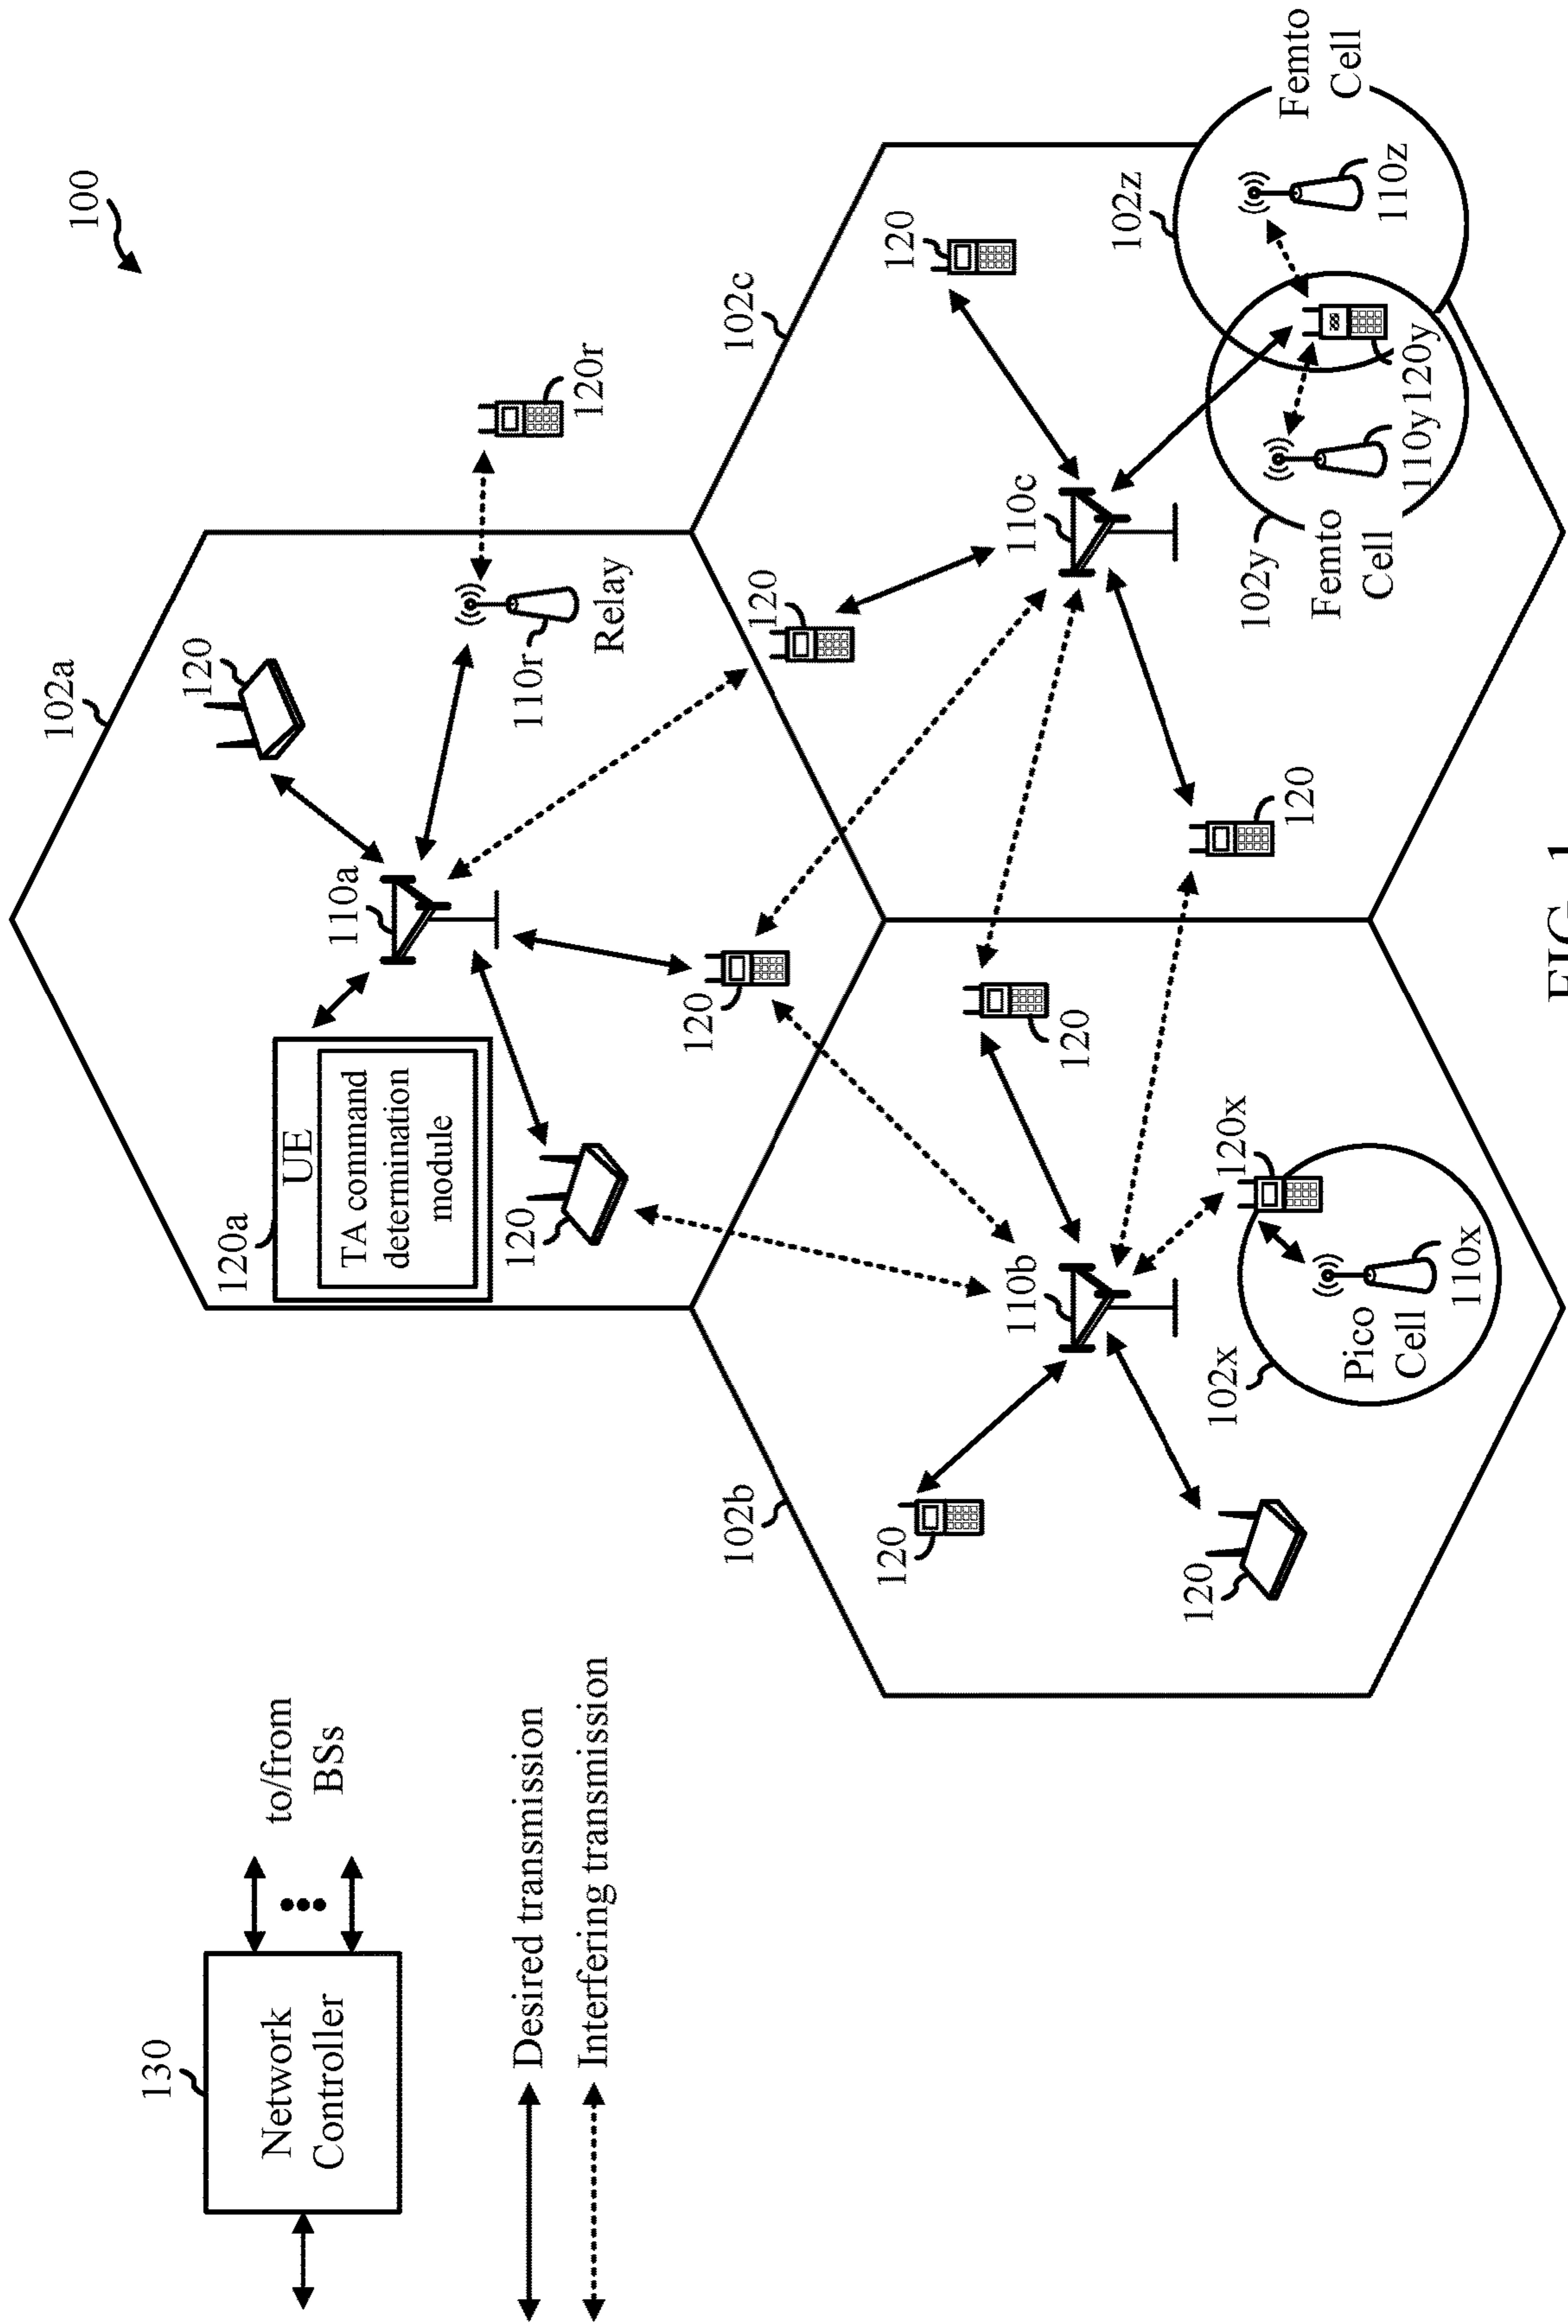 100
130
Network
Controller
to/from
BSs
Desired transmission
Interfering transmission
102a
120a
UE
TA command
determination
module
110a
120
120
120
110r
Relay
120r
102b
120
120
110b
120
120x
102x
Pico
Cell
110x
102c
120
120
110c
120
102y
Femto
Cell
110y
120y
102z
110z
Femto
Cell